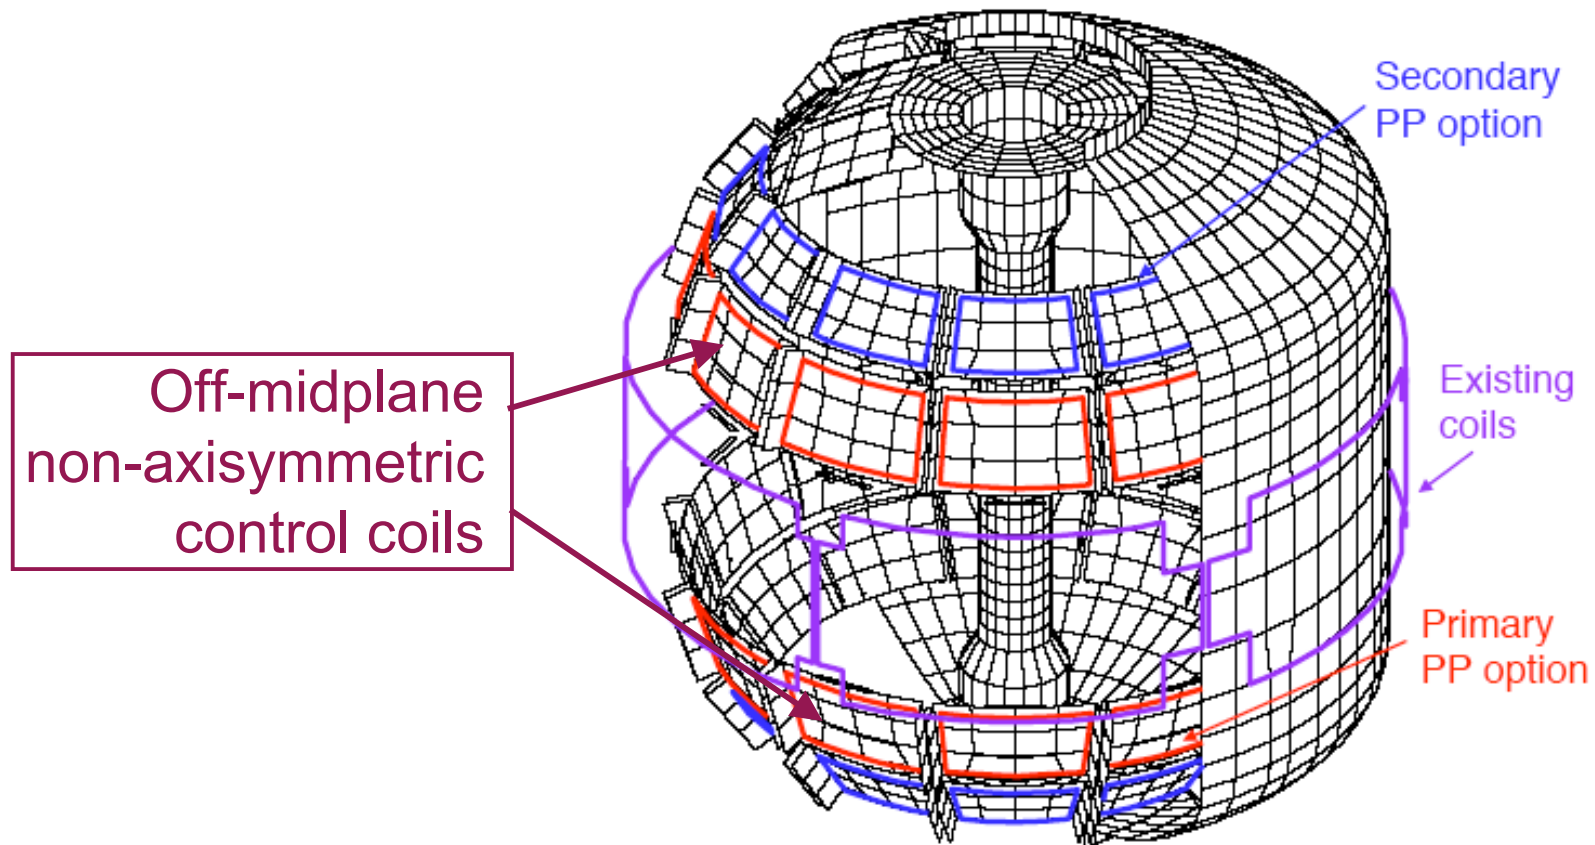 Secondary
PP option
Off-midplane
non-axisymmetric
control coils
Existing
coils
Primary
PP option